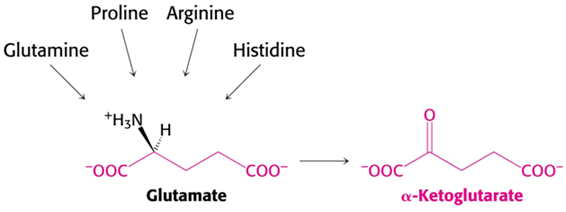 Proline Arginine
Glutamine Histidine
⁺H₃N H O
⁻OOC COO⁻ ⁻OOC COO⁻
Glutamate α-Ketoglutarate